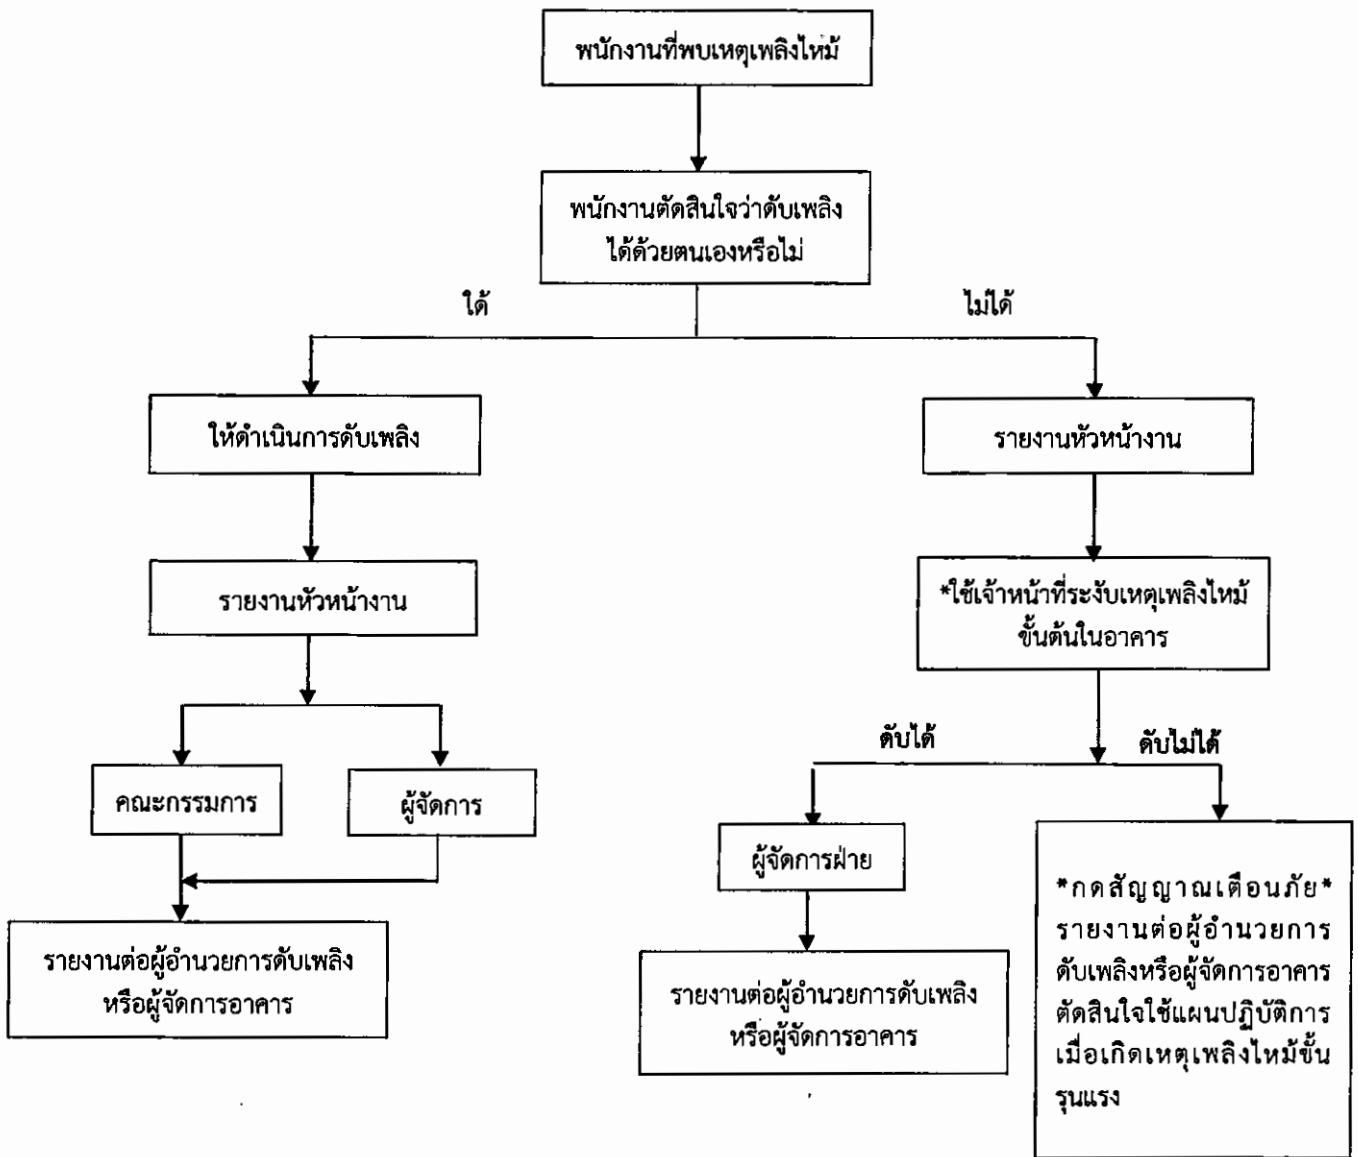 พนักงานที่พบเหตุเพลิงไหม้
พนักงานตัดสินใจว่าดับเพลิง
ได้ด้วยตนเองหรือไม่
ได้
ไม่ได้
ให้ดำเนินการดับเพลิง
รายงานหัวหน้างาน
รายงานหัวหน้างาน
*ใช้เจ้าหน้าที่ระงับเหตุเพลิงไหม้
ขั้นต้นในอาคาร
ดับได้
ดับไม่ได้
คณะกรรมการ
ผู้จัดการ
ผู้จัดการฝ่าย
รายงานต่อผู้อำนวยการดับเพลิง
หรือผู้จัดการอาคาร
รายงานต่อผู้อำนวยการดับเพลิง
หรือผู้จัดการอาคาร
*กดสัญญาณเตือนภัย*
รายงานต่อผู้อำนวยการ
ดับเพลิงหรือผู้จัดการอาคาร
ตัดสินใจใช้แผนปฏิบัติการ
เมื่อเกิดเหตุเพลิงไหม้ขั้น
รุนแรง